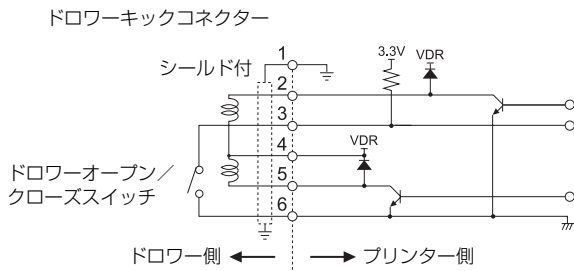 ドロワーキックコネクター
シールド付
1
2
3
4
5
6
3.3V
VDR
VDR
ドロワーオープン／
クローズスイッチ
ドロワー側
プリンター側